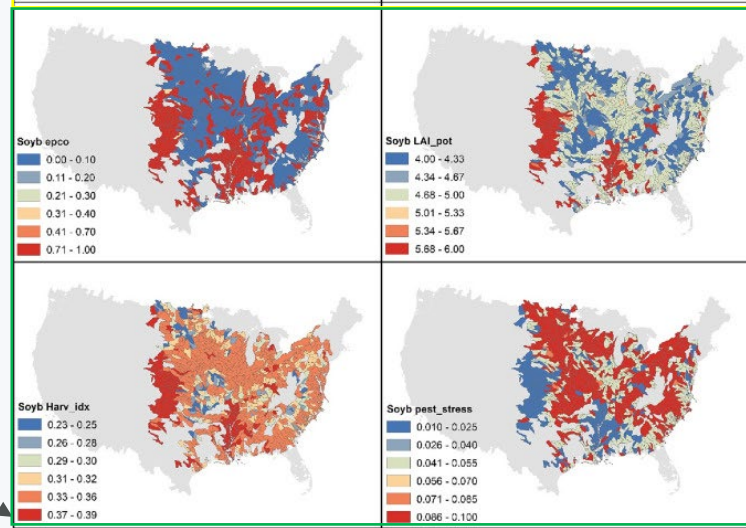 Soyb epco
0.00 - 0.10
0.11 - 0.20
0.21 - 0.30
0.31 - 0.40
0.41 - 0.70
0.71 - 1.00
Soyb LAI_pot
4.00 - 4.33
4.34 - 4.67
4.68 - 5.00
5.01 - 5.33
5.34 - 5.67
5.68 - 6.00
Soyb Harv_idx
0.23 - 0.25
0.26 - 0.28
0.29 - 0.30
0.31 - 0.32
0.33 - 0.36
0.37 - 0.39
Soyb pest_stress
0.010 - 0.025
0.026 - 0.040
0.041 - 0.055
0.056 - 0.070
0.071 - 0.085
0.086 - 0.100